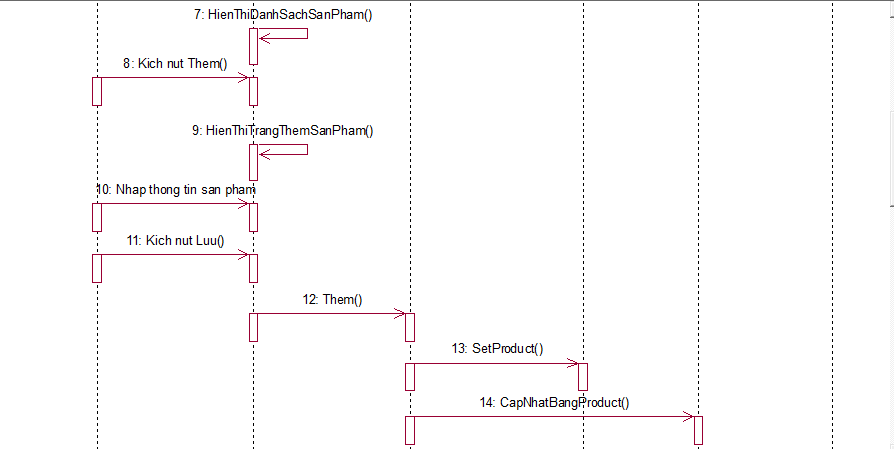 7: HienThiDanhSachSanPham()
8: Kich nut Them()
9: HienThiTrangThemSanPham()
10: Nhap thong tin san pham
11: Kich nut Luu()
12: Them()
13: SetProduct()
14: CapNhatBangProduct()